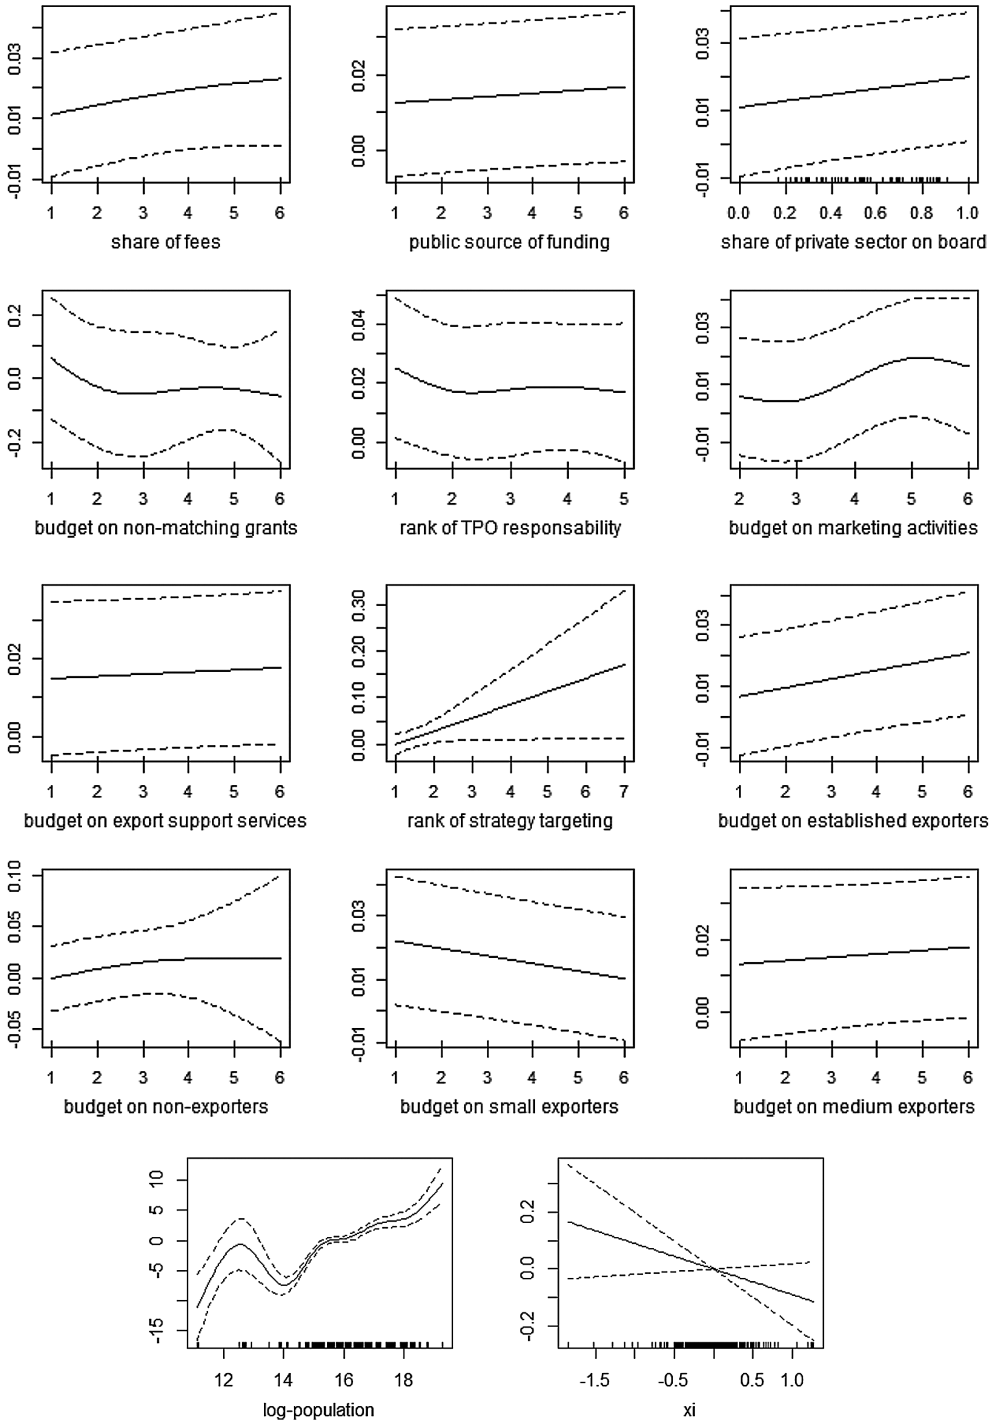 0.03
0.01
-0.01
1 2 3 4 5 6
share of fees
0.02
0.00
1 2 3 4 5 6
public source of funding
0.03
0.01
-0.01
0.0 0.2 0.4 0.6 0.8 1.0
share of private sector on board
0.2
0.0
-0.2
1 2 3 4 5 6
budget on non-matching grants
0.04
0.02
0.00
1 2 3 4 5
rank of TPO responsability
0.03
0.01
-0.01
2 3 4 5 6
budget on marketing activities
0.02
0.00
1 2 3 4 5 6
budget on export support services
0.30
0.20
0.10
0.00
1 2 3 4 5 6 7
rank of strategy targeting
0.03
0.01
-0.01
1 2 3 4 5 6
budget on established exporters
0.10
0.05
0.00
-0.05
1 2 3 4 5 6
budget on non-exporters
0.03
0.01
-0.01
1 2 3 4 5 6
budget on small exporters
0.02
0.00
1 2 3 4 5 6
budget on medium exporters
10
5
0
-5
-15
12 14 16 18
log-population
0.2
0.0
-0.2
-1.5 -0.5 0.5 1.0
xi